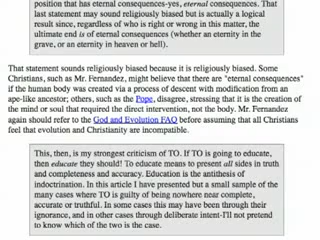 position that has eternal consequences-yes, eternal consequences. That
last statement may sound religiously biased but is actually a logical
result since, regardless of who is right or wrong in this matter, the
ultimate end is of eternal consequences (whether an eternity in the
grave, or an eternity in heaven or hell).
That statement sounds religiously biased because it is religiously biased. Some
Christians, such as Mr. Fernandez, might believe that there are "eternal consequences"
if the human body was created via a process of descent with modification from an
ape-like ancestor; others, such as the Pope, disagree, stressing that it is the creation of
the mind or soul that required the direct intervention, not the body. Mr. Fernandez
again should refer to the God and Evolution FAQ before assuming that all Christians
feel that evolution and Christianity are incompatible.
This, then, is my strongest criticism of TO. If TO is going to educate,
then educate they should! To educate means to present all sides in truth
and completeness and accuracy. Education is the antithesis of
indoctrination. In this article I have presented but a small sample of the
many cases where TO is guilty of being nowhere near complete,
accurate or truthful. In some cases this may have been through their
ignorance, and in other cases through deliberate intent-I'll not pretend
to know which of the two is the case.